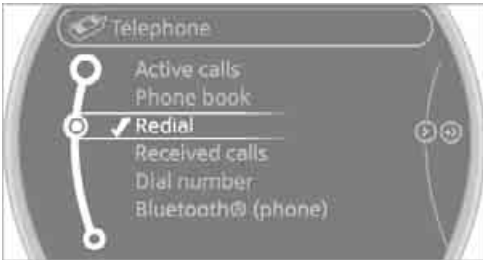 Telephone
Active calls
Phone book
Redial
Received calls
Dial number
Bluetooth® (phone)